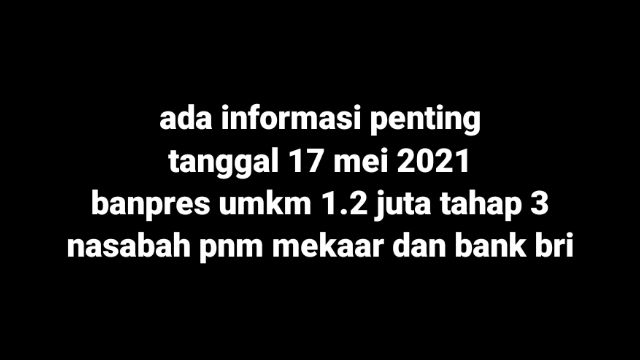 ada informasi penting
tanggal 17 mei 2021
banpres umkm 1.2 juta tahap 3
nasabah pnm mekaar dan bank bri